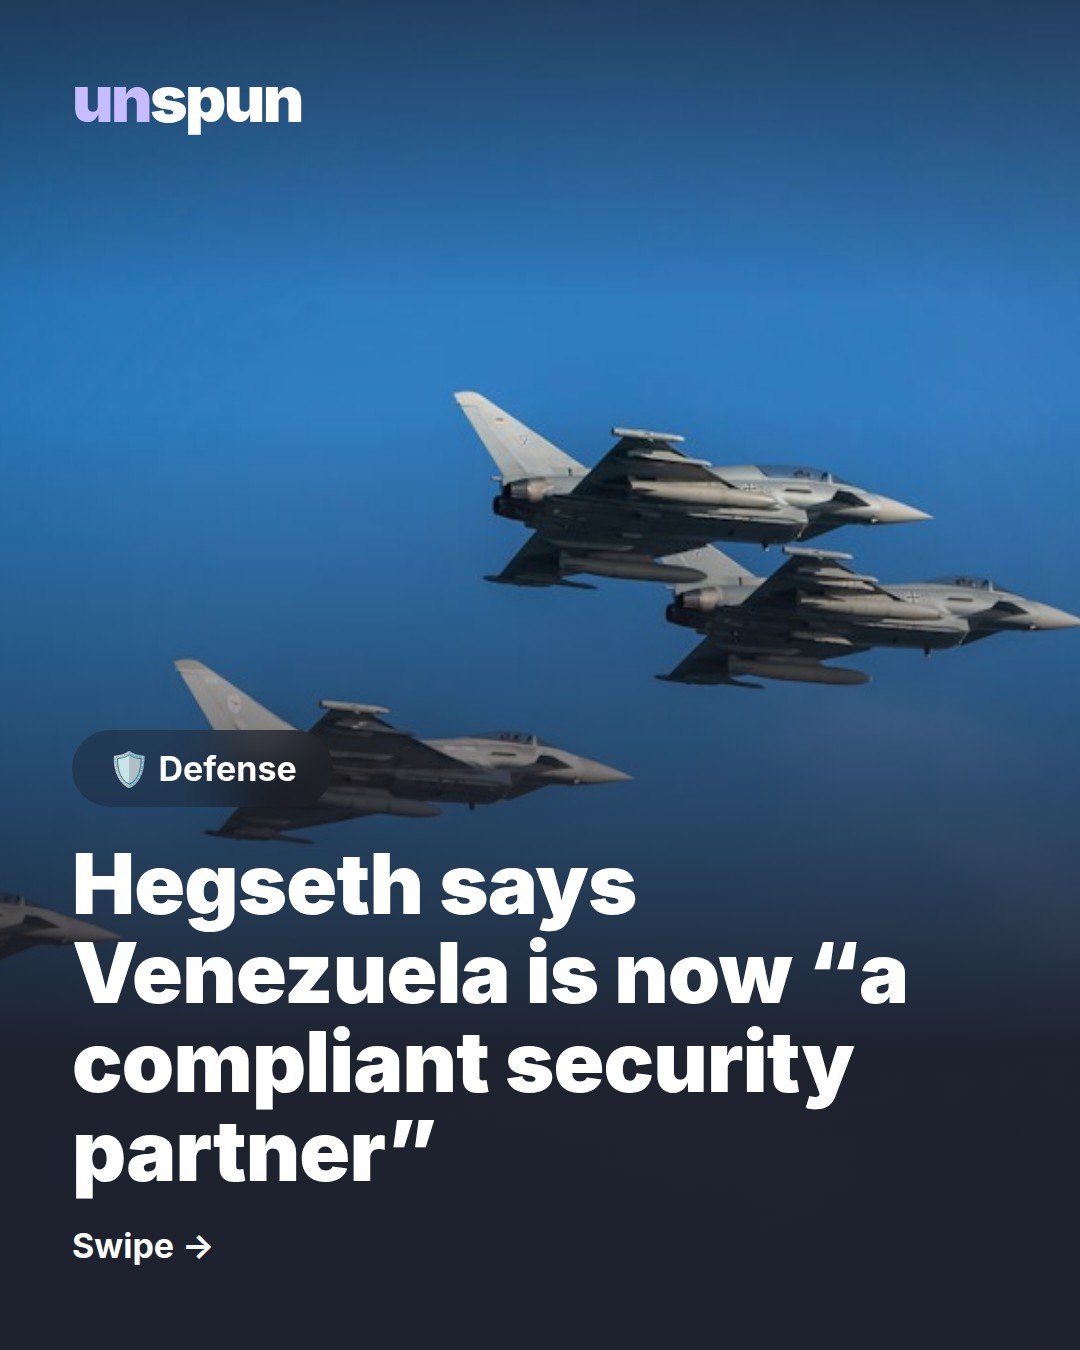 unspun
🛡️ Defense
Hegseth says
Venezuela is now “a
compliant security
partner”
Swipe →